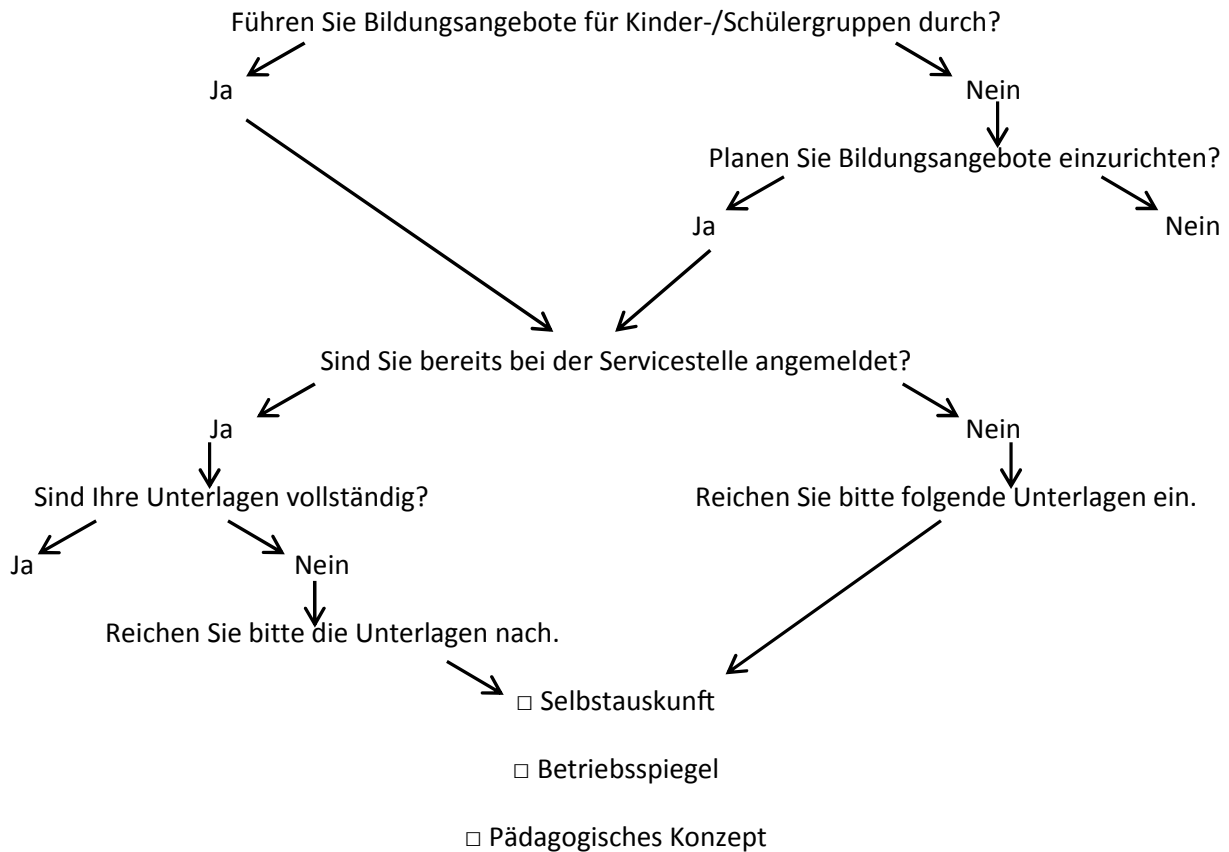 Führen Sie Bildungsangebote für Kinder-/Schülergruppen durch?
Ja
Nein
Planen Sie Bildungsangebote einzurichten?
Ja
Nein
Sind Sie bereits bei der Servicestelle angemeldet?
Ja
Nein
Sind Ihre Unterlagen vollständig?
Reichen Sie bitte folgende Unterlagen ein.
Ja
Nein
Reichen Sie bitte die Unterlagen nach.
□ Selbstauskunft
□ Betriebsspiegel
□ Pädagogisches Konzept